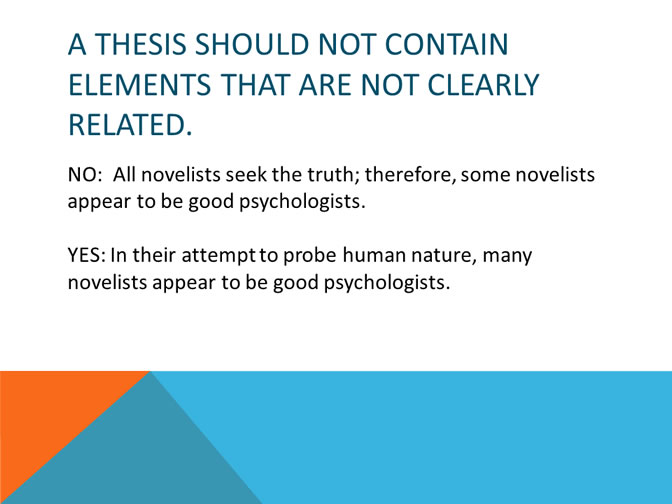 A THESIS SHOULD NOT CONTAIN
ELEMENTS THAT ARE NOT CLEARLY
RELATED.
NO:  All novelists seek the truth; therefore, some novelists
appear to be good psychologists.
YES: In their attempt to probe human nature, many
novelists appear to be good psychologists.